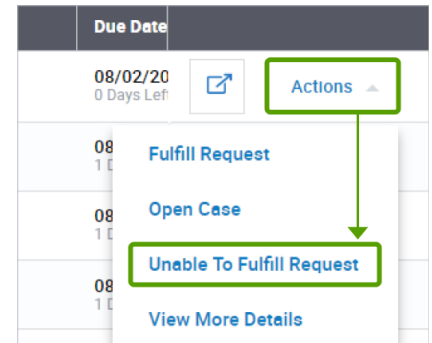 Due Date
08/02/20
0 Days Left
Actions
08
1 D
Fulfill Request
08
1 D
Open Case
Unable To Fulfill Request
08
1 D
View More Details